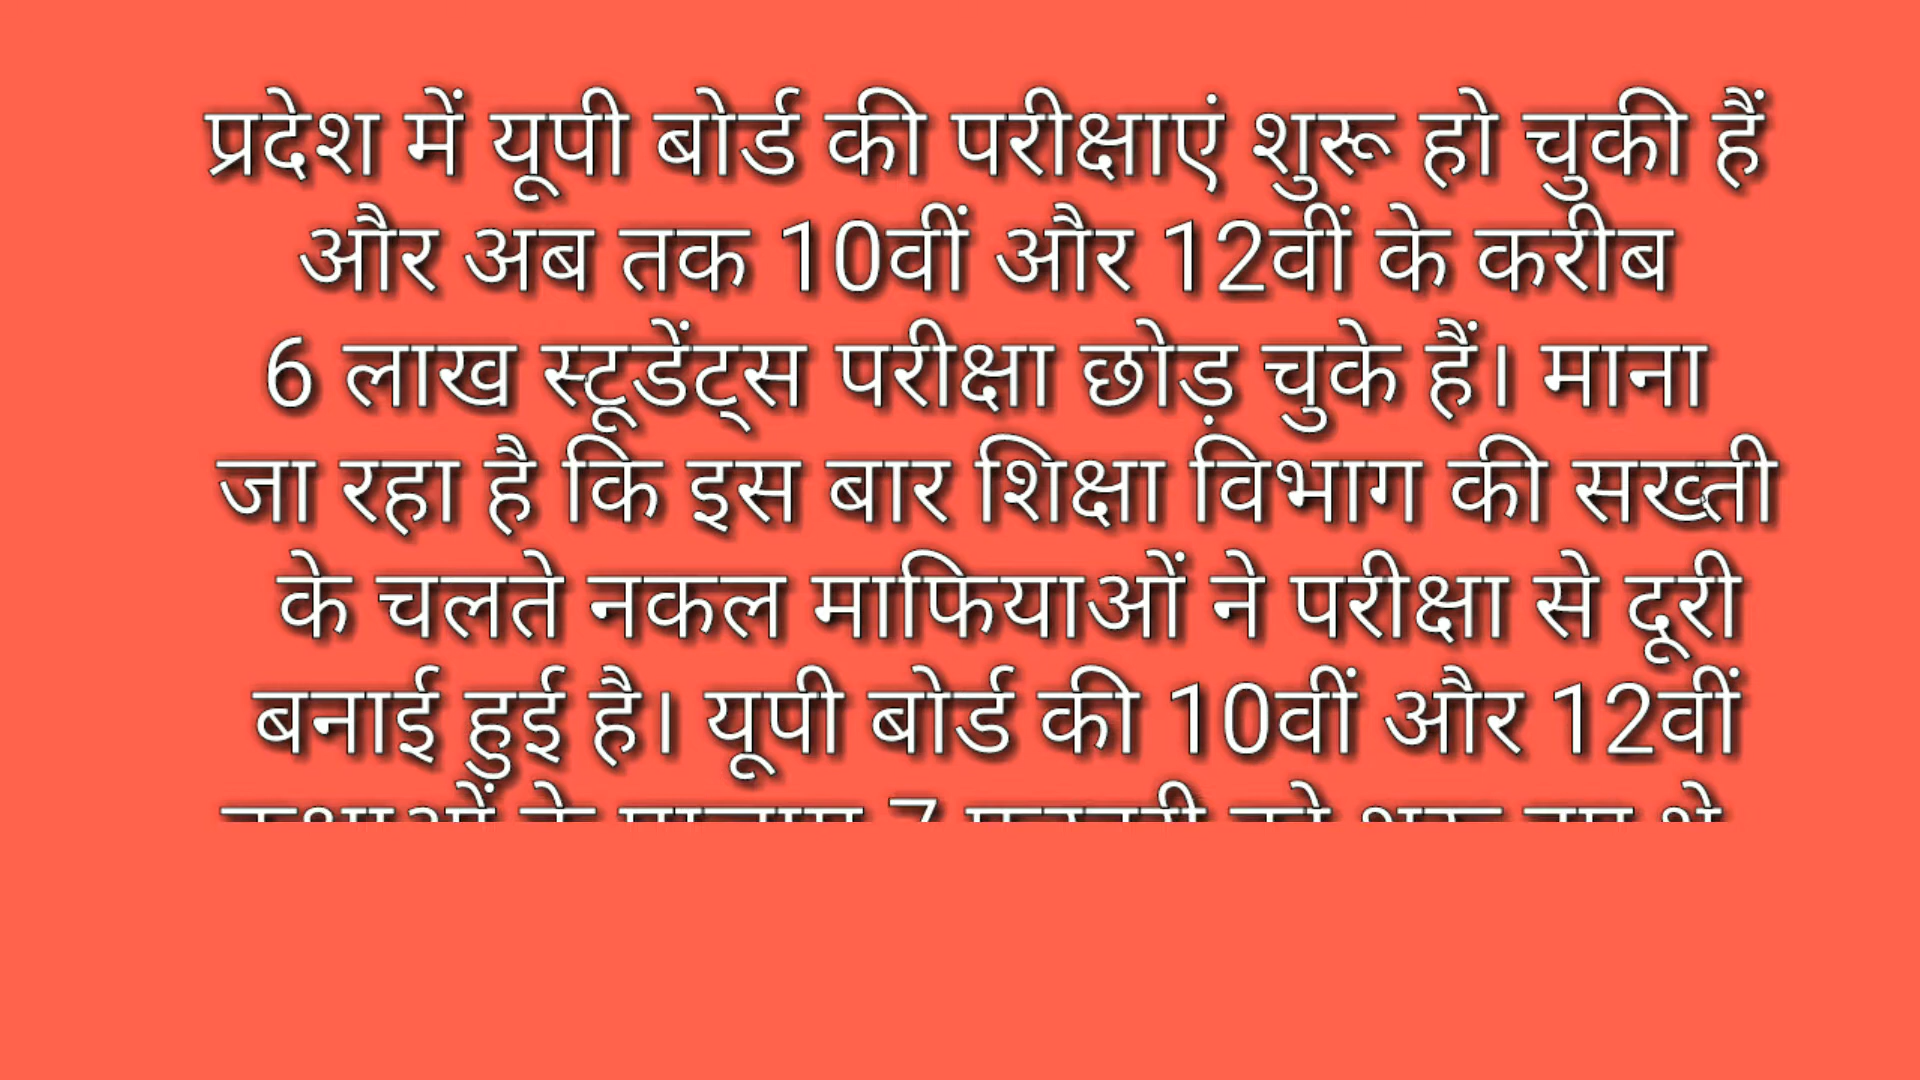 प्रदेश में यूपी बोर्ड की परीक्षाएं शुरू हो चुकी हैं
और अब तक 10वीं और 12वीं के करीब
6 लाख स्टूडेंट्स परीक्षा छोड़ चुके हैं। माना
जा रहा है कि इस बार शिक्षा विभाग की सख्ती
के चलते नकल माफियाओं ने परीक्षा से दूरी
बनाई हुई है। यूपी बोर्ड की 10वीं और 12वीं